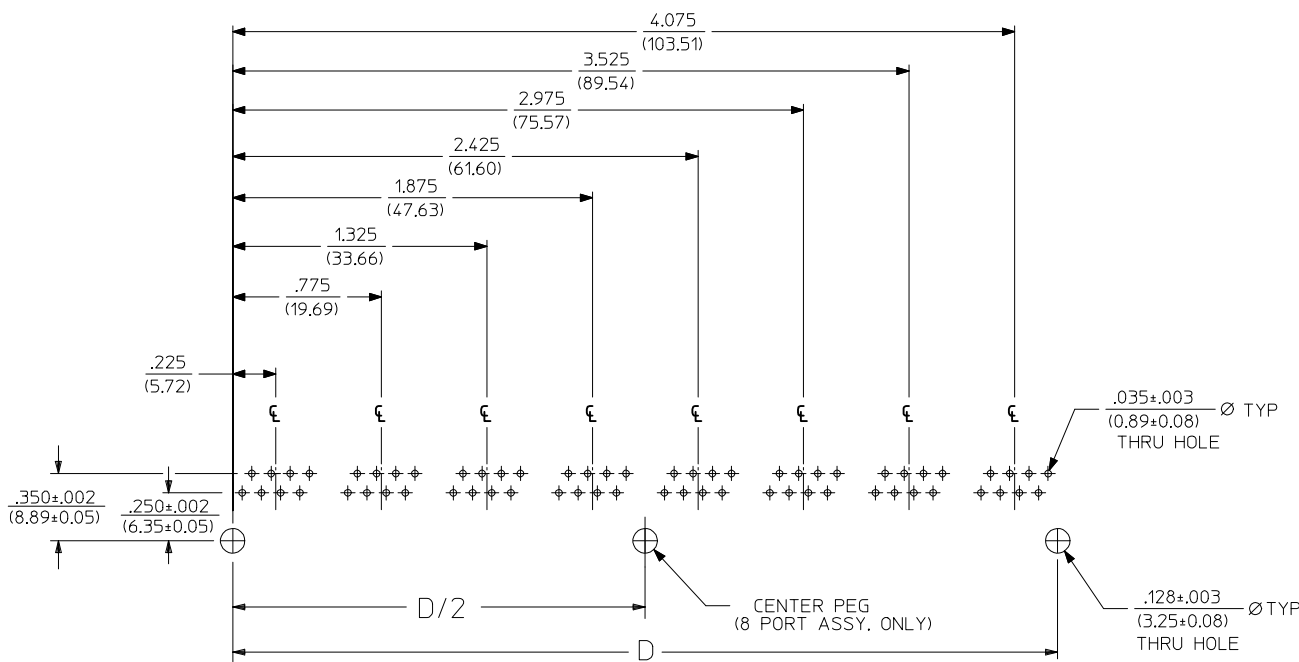 4.075
(103.51)
3.525
(89.54)
2.975
(75.57)
2.425
(61.60)
1.875
(47.63)
1.325
(33.66)
.775
(19.69)
.225
(5.72)
℄ ℄ ℄ ℄ ℄ ℄ ℄ ℄
.035±.003
(0.89±0.08)
Ø TYP
THRU HOLE
.350±.002
(8.89±0.05)
.250±.002
(6.35±0.05)
D/2
CENTER PEG
(8 PORT ASSY. ONLY)
D
.128±.003
(3.25±0.08)
Ø TYP
THRU HOLE